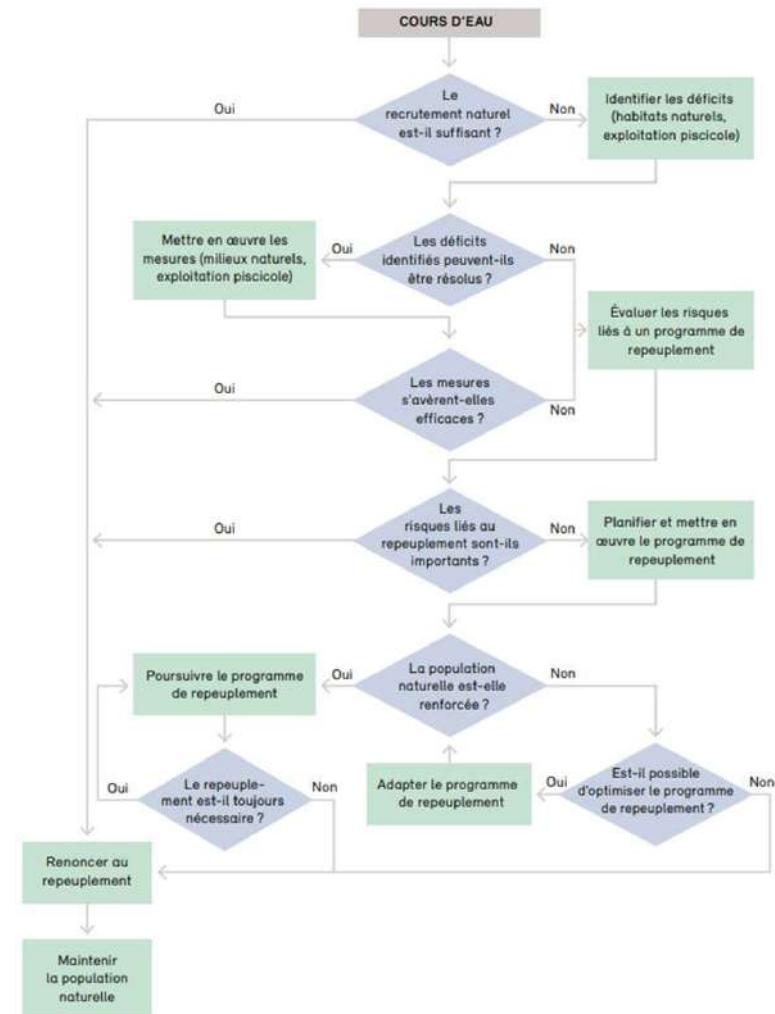 COURS D'EAU
Le
recrutement naturel
est-il suffisant ?
Oui
Non
Identifier les déficits
(habitats naturels,
exploitation piscicole)
Mettre en œuvre les
mesures (milieux naturels,
exploitation piscicole)
Oui
Les déficits
identifiés peuvent-ils
être résolus ?
Non
Évaluer les risques
liés à un programme de
repeuplement
Oui
Les mesures
s'avèrent-elles
efficaces ?
Non
Oui
Les
risques liés au
repeuplement sont-ils
importants ?
Non
Planifier et mettre en
œuvre le programme de
repeuplement
Poursuivre le programme
de repeuplement
Oui
La population
naturelle est-elle
renforcée ?
Non
Oui
Le repeuple-
ment est-il toujours
nécessaire ?
Non
Adapter le programme
de repeuplement
Oui
Est-il possible
d'optimiser le programme
de repeuplement ?
Non
Renoncer au
repeuplement
Maintenir
la population
naturelle